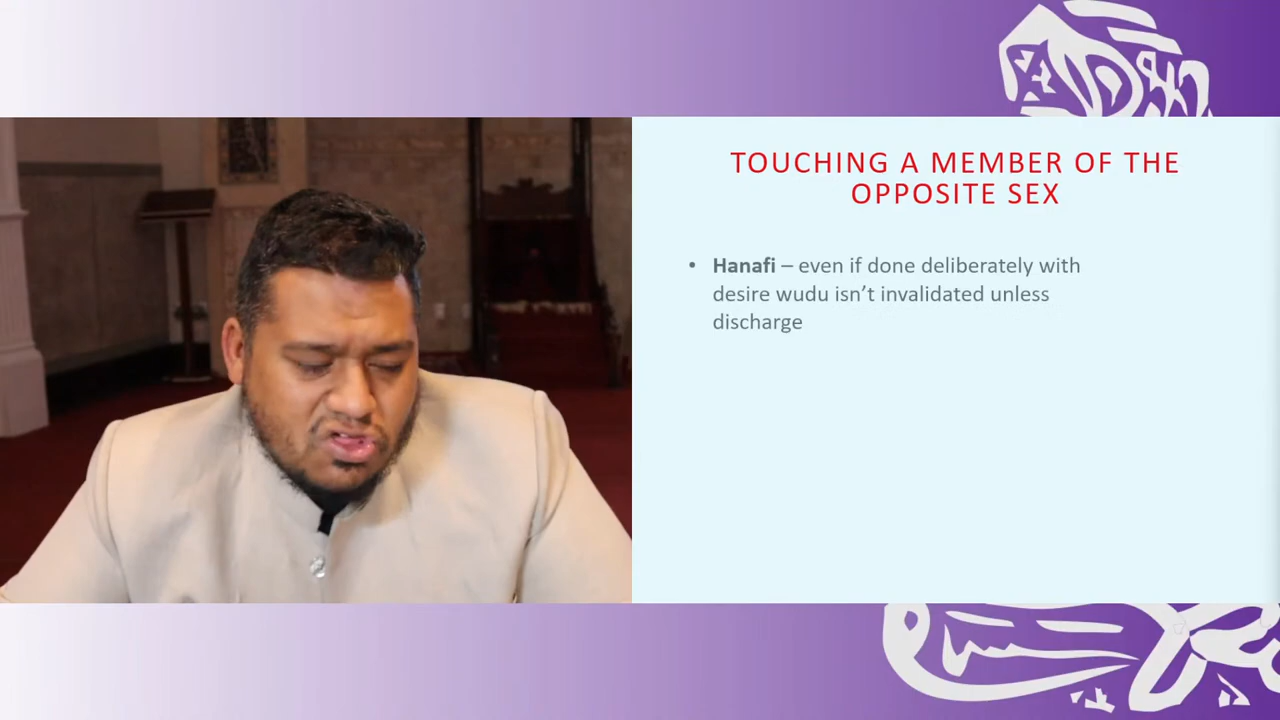 TOUCHING A MEMBER OF THE
OPPOSITE SEX
• Hanafi – even if done deliberately with
desire wudu isn’t invalidated unless
discharge